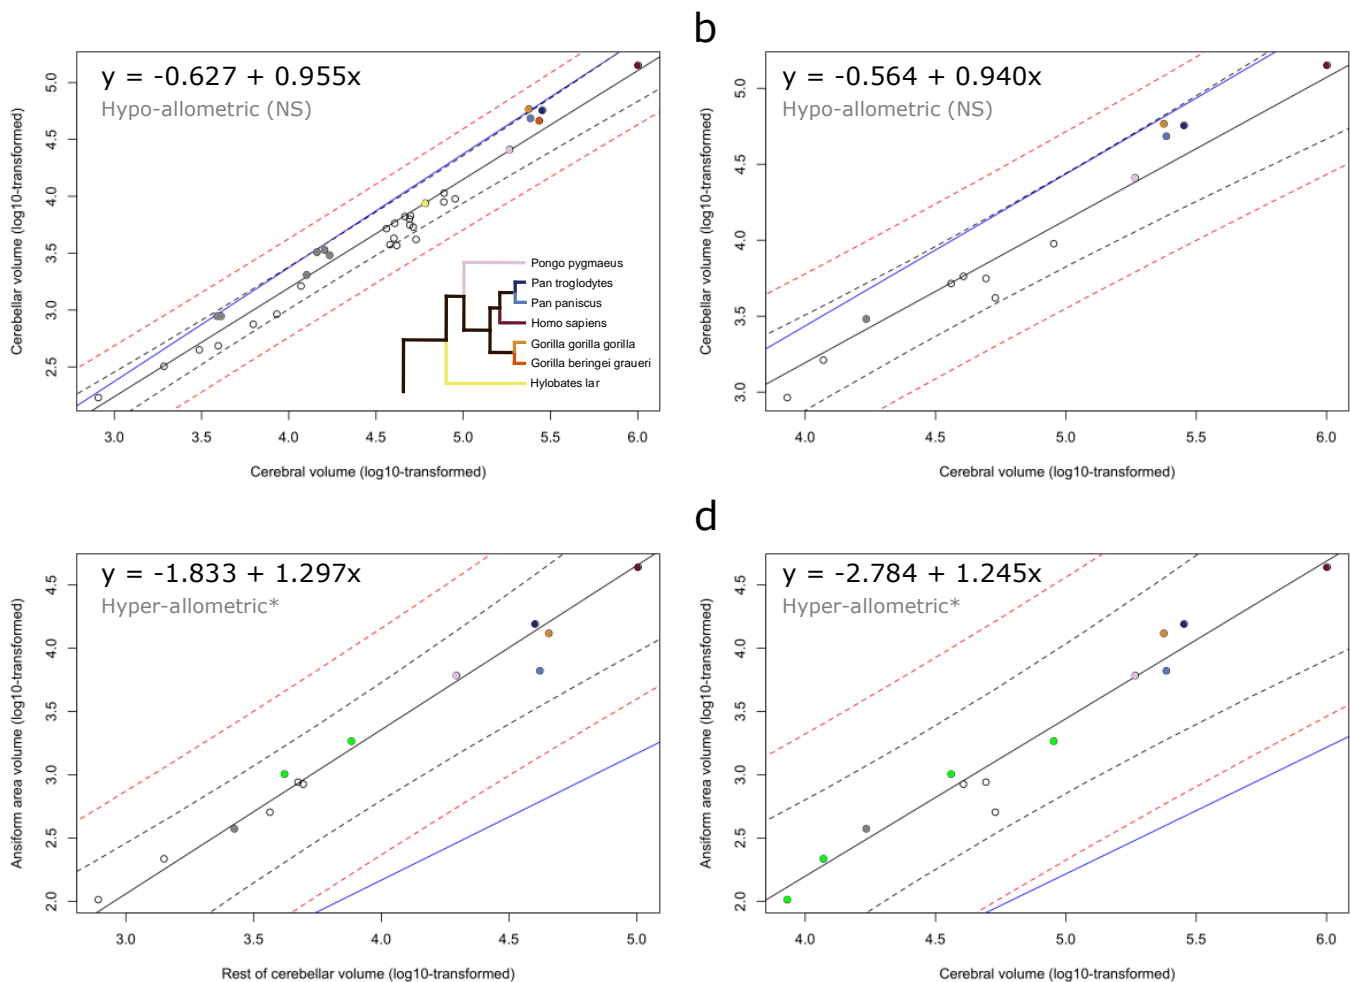 b
y = -0.627 + 0.955x
Hypo-allometric (NS)
Cerebellar volume (log10-transformed)
5.0
4.5
4.0
3.5
3.0
2.5
Pongo pygmaeus
Pan troglodytes
Pan paniscus
Homo sapiens
Gorilla gorilla gorilla
Gorilla beringei graueri
Hylobates lar
3.0 3.5 4.0 4.5 5.0 5.5 6.0
Cerebral volume (log10-transformed)
y = -0.564 + 0.940x
Hypo-allometric (NS)
Cerebellar volume (log10-transformed)
5.0
4.5
4.0
3.5
3.0
4.0 4.5 5.0 5.5 6.0
Cerebral volume (log10-transformed)
d
y = -1.833 + 1.297x
Hyper-allometric*
Ansiform area volume (log10-transformed)
4.5
4.0
3.5
3.0
2.5
2.0
3.0 3.5 4.0 4.5 5.0
Rest of cerebellar volume (log10-transformed)
y = -2.784 + 1.245x
Hyper-allometric*
Ansiform area volume (log10-transformed)
4.5
4.0
3.5
3.0
2.5
2.0
4.0 4.5 5.0 5.5 6.0
Cerebral volume (log10-transformed)